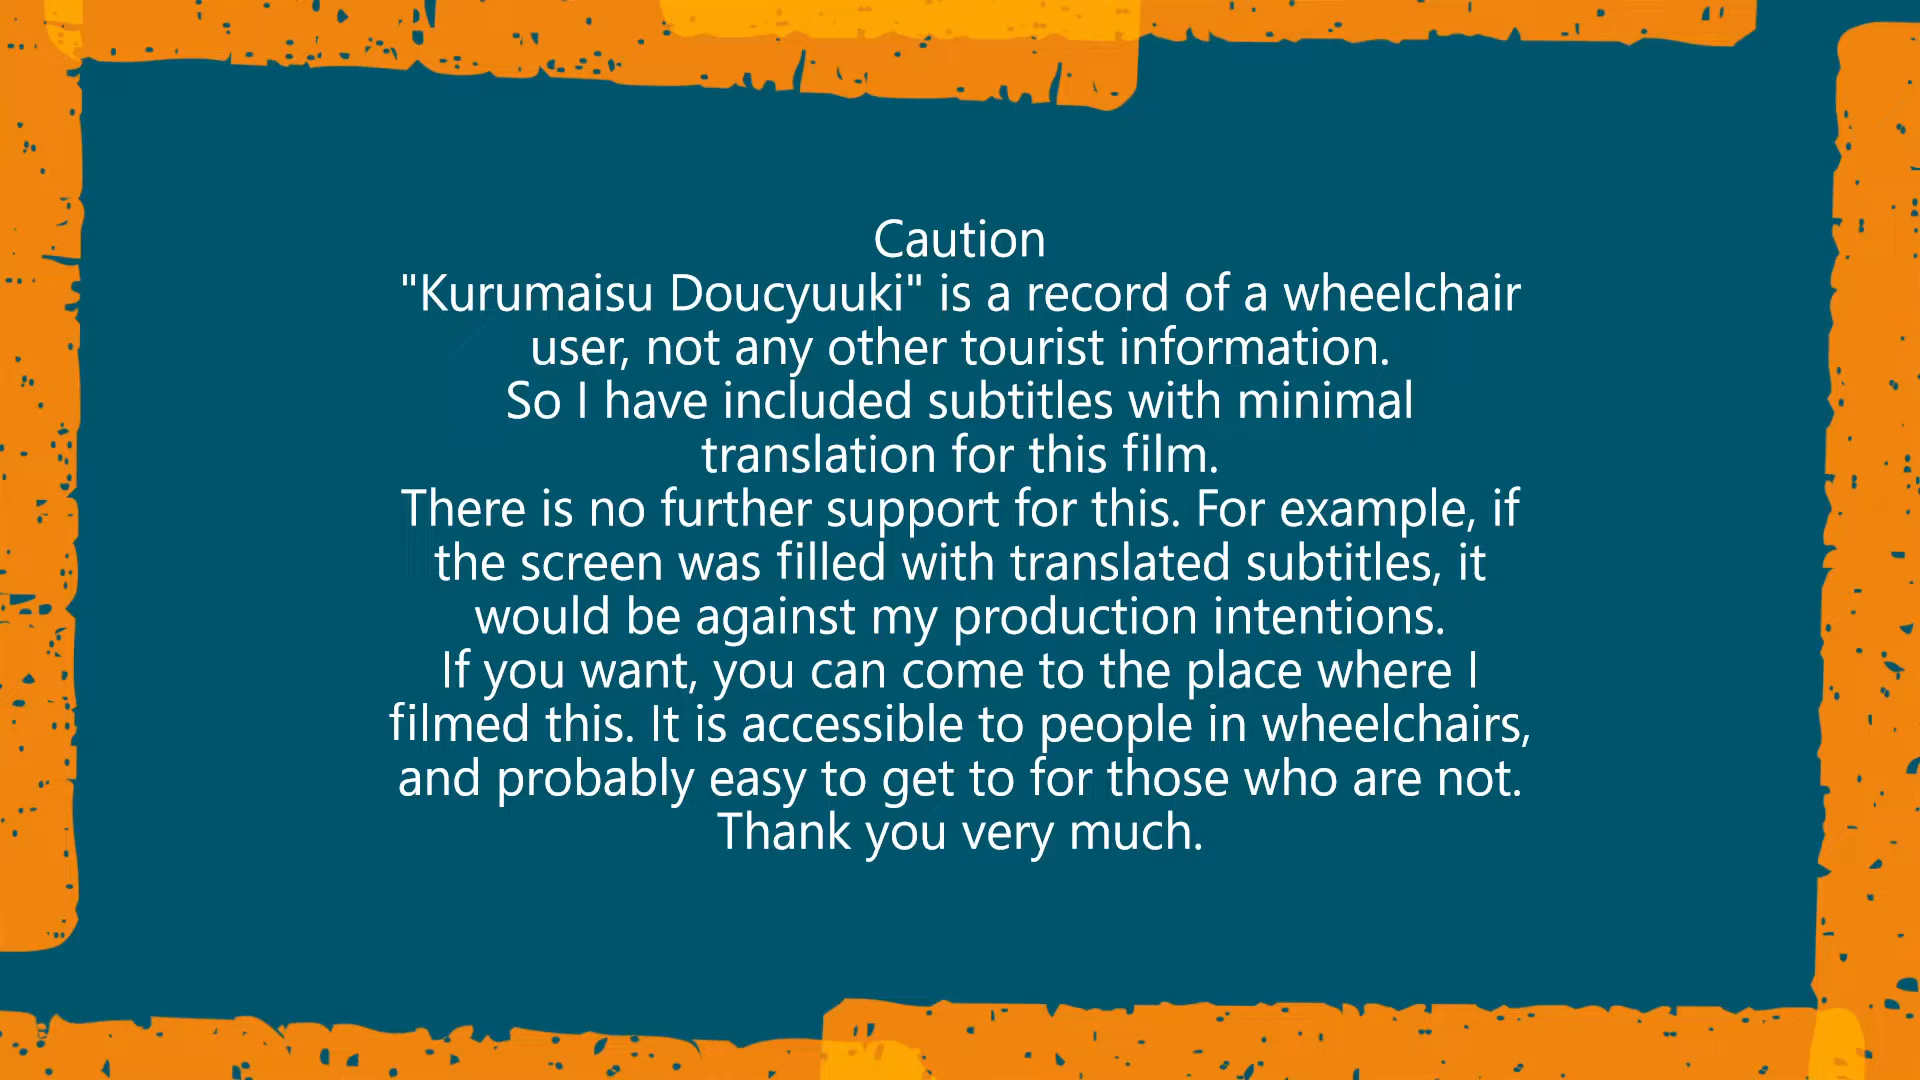 Caution
"Kurumaisu Doucyuuki" is a record of a wheelchair
user, not any other tourist information.
So I have included subtitles with minimal
translation for this film.
There is no further support for this. For example, if
the screen was filled with translated subtitles, it
would be against my production intentions.
If you want, you can come to the place where I
filmed this. It is accessible to people in wheelchairs,
and probably easy to get to for those who are not.
Thank you very much.